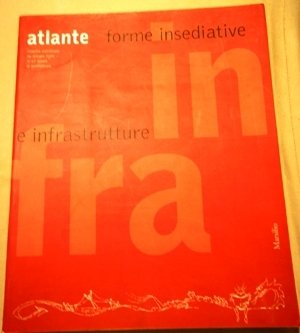 atlante forme insediative
e infrastrutture
in
fra
Marsilio